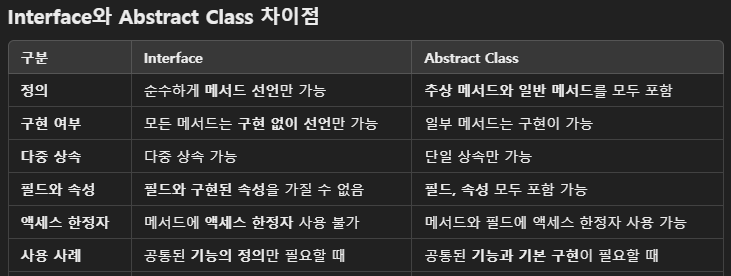 Interface와 Abstract Class 차이점
구분 Interface Abstract Class
정의 순수하게 메서드 선언만 가능 추상 메서드와 일반 메서드를 모두 포함
구현 여부 모든 메서드는 구현 없이 선언만 가능 일부 메서드는 구현이 가능
다중 상속 다중 상속 가능 단일 상속만 가능
필드와 속성 필드와 구현된 속성을 가질 수 없음 필드, 속성 모두 포함 가능
액세스 한정자 메서드에 액세스 한정자 사용 불가 메서드와 필드에 액세스 한정자 사용 가능
사용 사례 공통된 기능의 정의만 필요할 때 공통된 기능과 기본 구현이 필요할 때